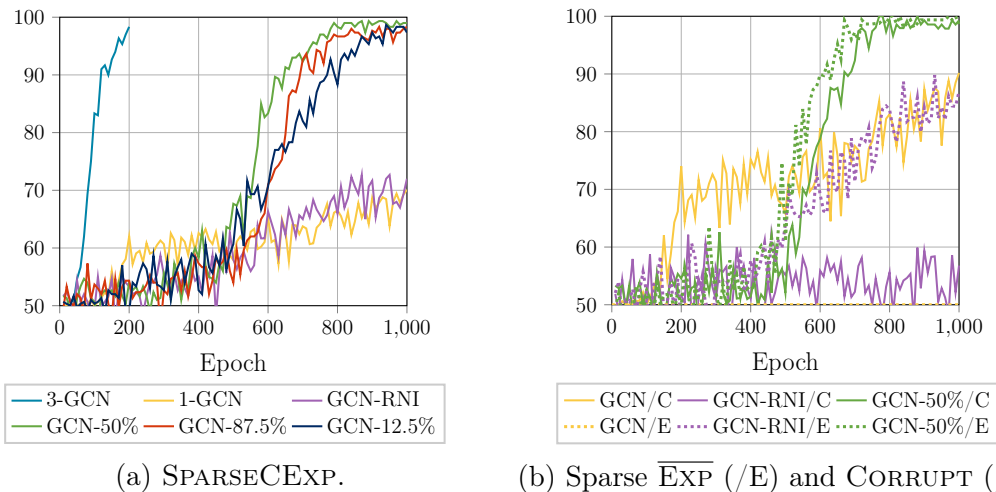 100
90
80
70
60
50
0 200 400 600 800 1,000
Epoch
3-GCN 1-GCN GCN-RNI
GCN-50% GCN-87.5% GCN-12.5%
(a) SPARSECEXP.
100
90
80
70
60
50
0 200 400 600 800 1,000
Epoch
GCN/C GCN-RNI/C GCN-50%/C
GCN/E GCN-RNI/E GCN-50%/E
(b) Sparse EXP (/E) and CORRUPT (